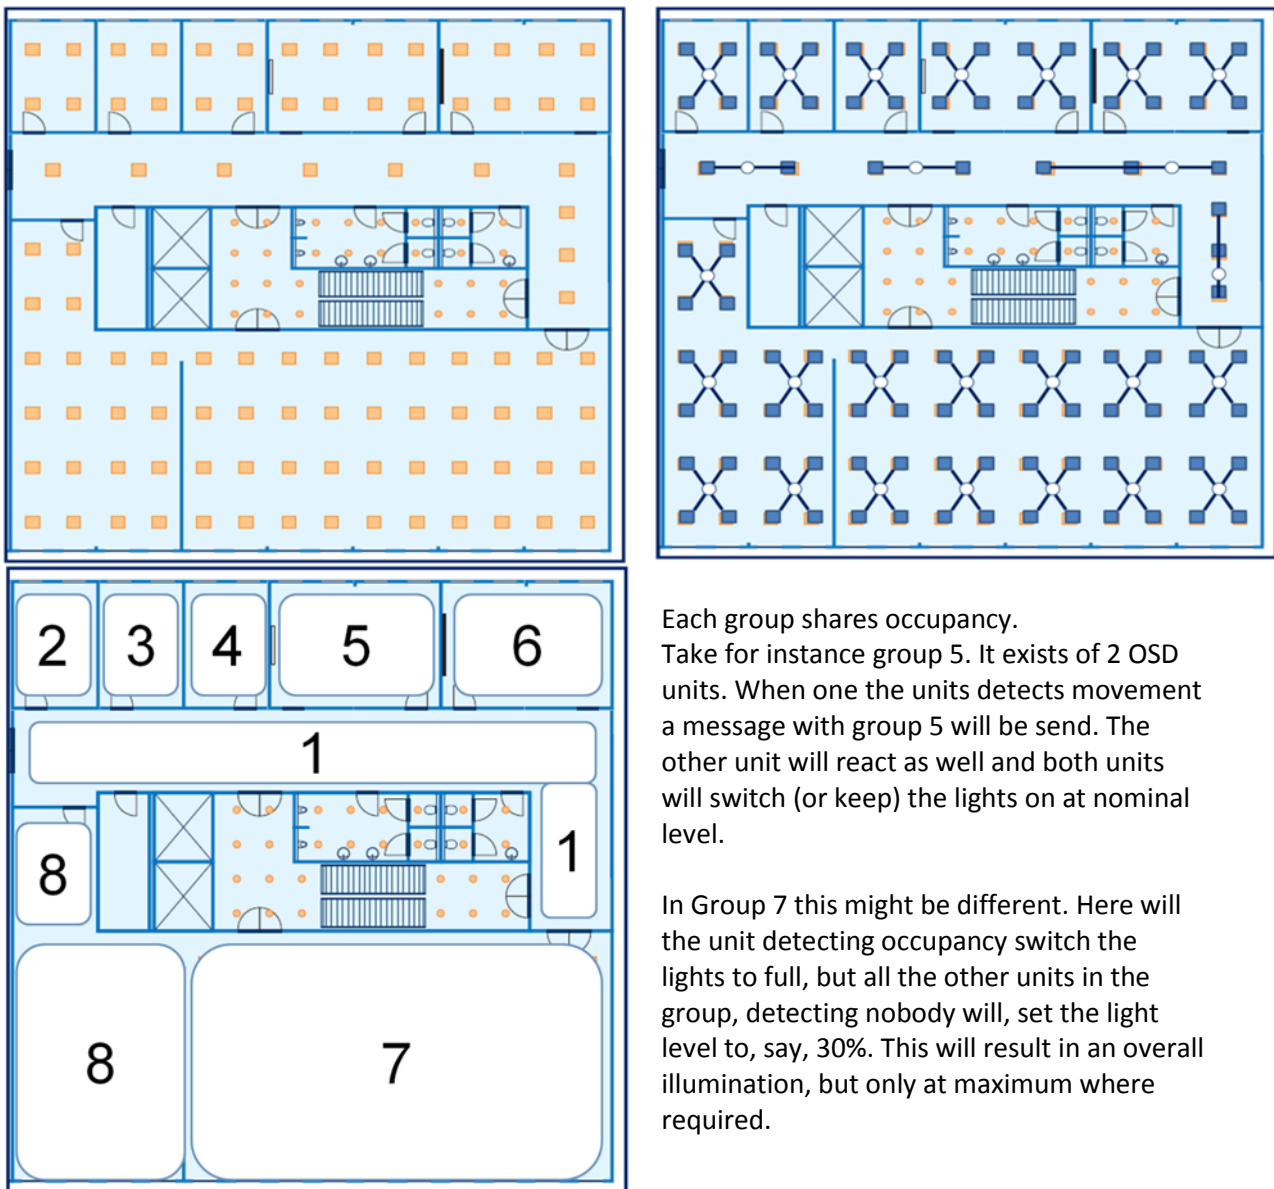 2 3 4 5 6
1
8 1
8 7
Each group shares occupancy.
Take for instance group 5. It exists of 2 OSD
units. When one the units detects movement
a message with group 5 will be send. The
other unit will react as well and both units
will switch (or keep) the lights on at nominal
level.
In Group 7 this might be different. Here will
the unit detecting occupancy switch the
lights to full, but all the other units in the
group, detecting nobody will, set the light
level to, say, 30%. This will result in an overall
illumination, but only at maximum where
required.